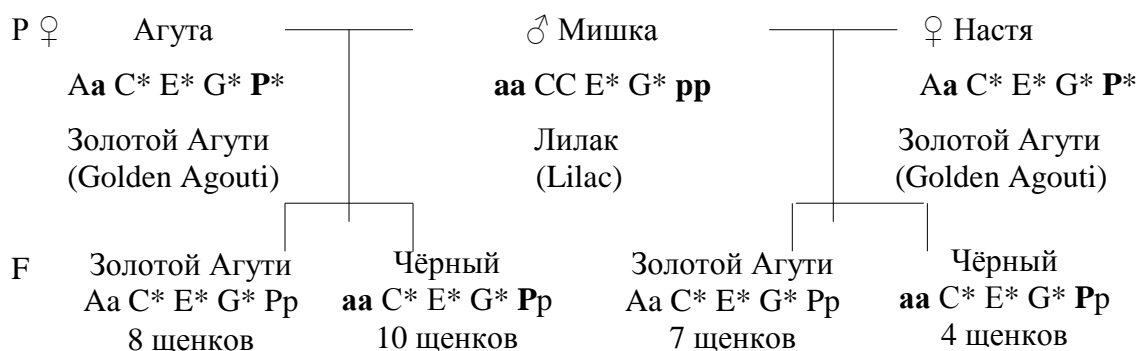 P ♀ Агута ♂ Мишка ♀ Настя
Aa C* E* G* P* aa CC E* G* pp Aa C* E* G* P*
Золотой Агути Лилак Золотой Агути
(Golden Agouti) (Lilac) (Golden Agouti)
F Золотой Агути Чёрный Золотой Агути Чёрный
Aa C* E* G* Pp aa C* E* G* Pp Aa C* E* G* Pp aa C* E* G* Pp
8 щенков 10 щенков 7 щенков 4 щенков